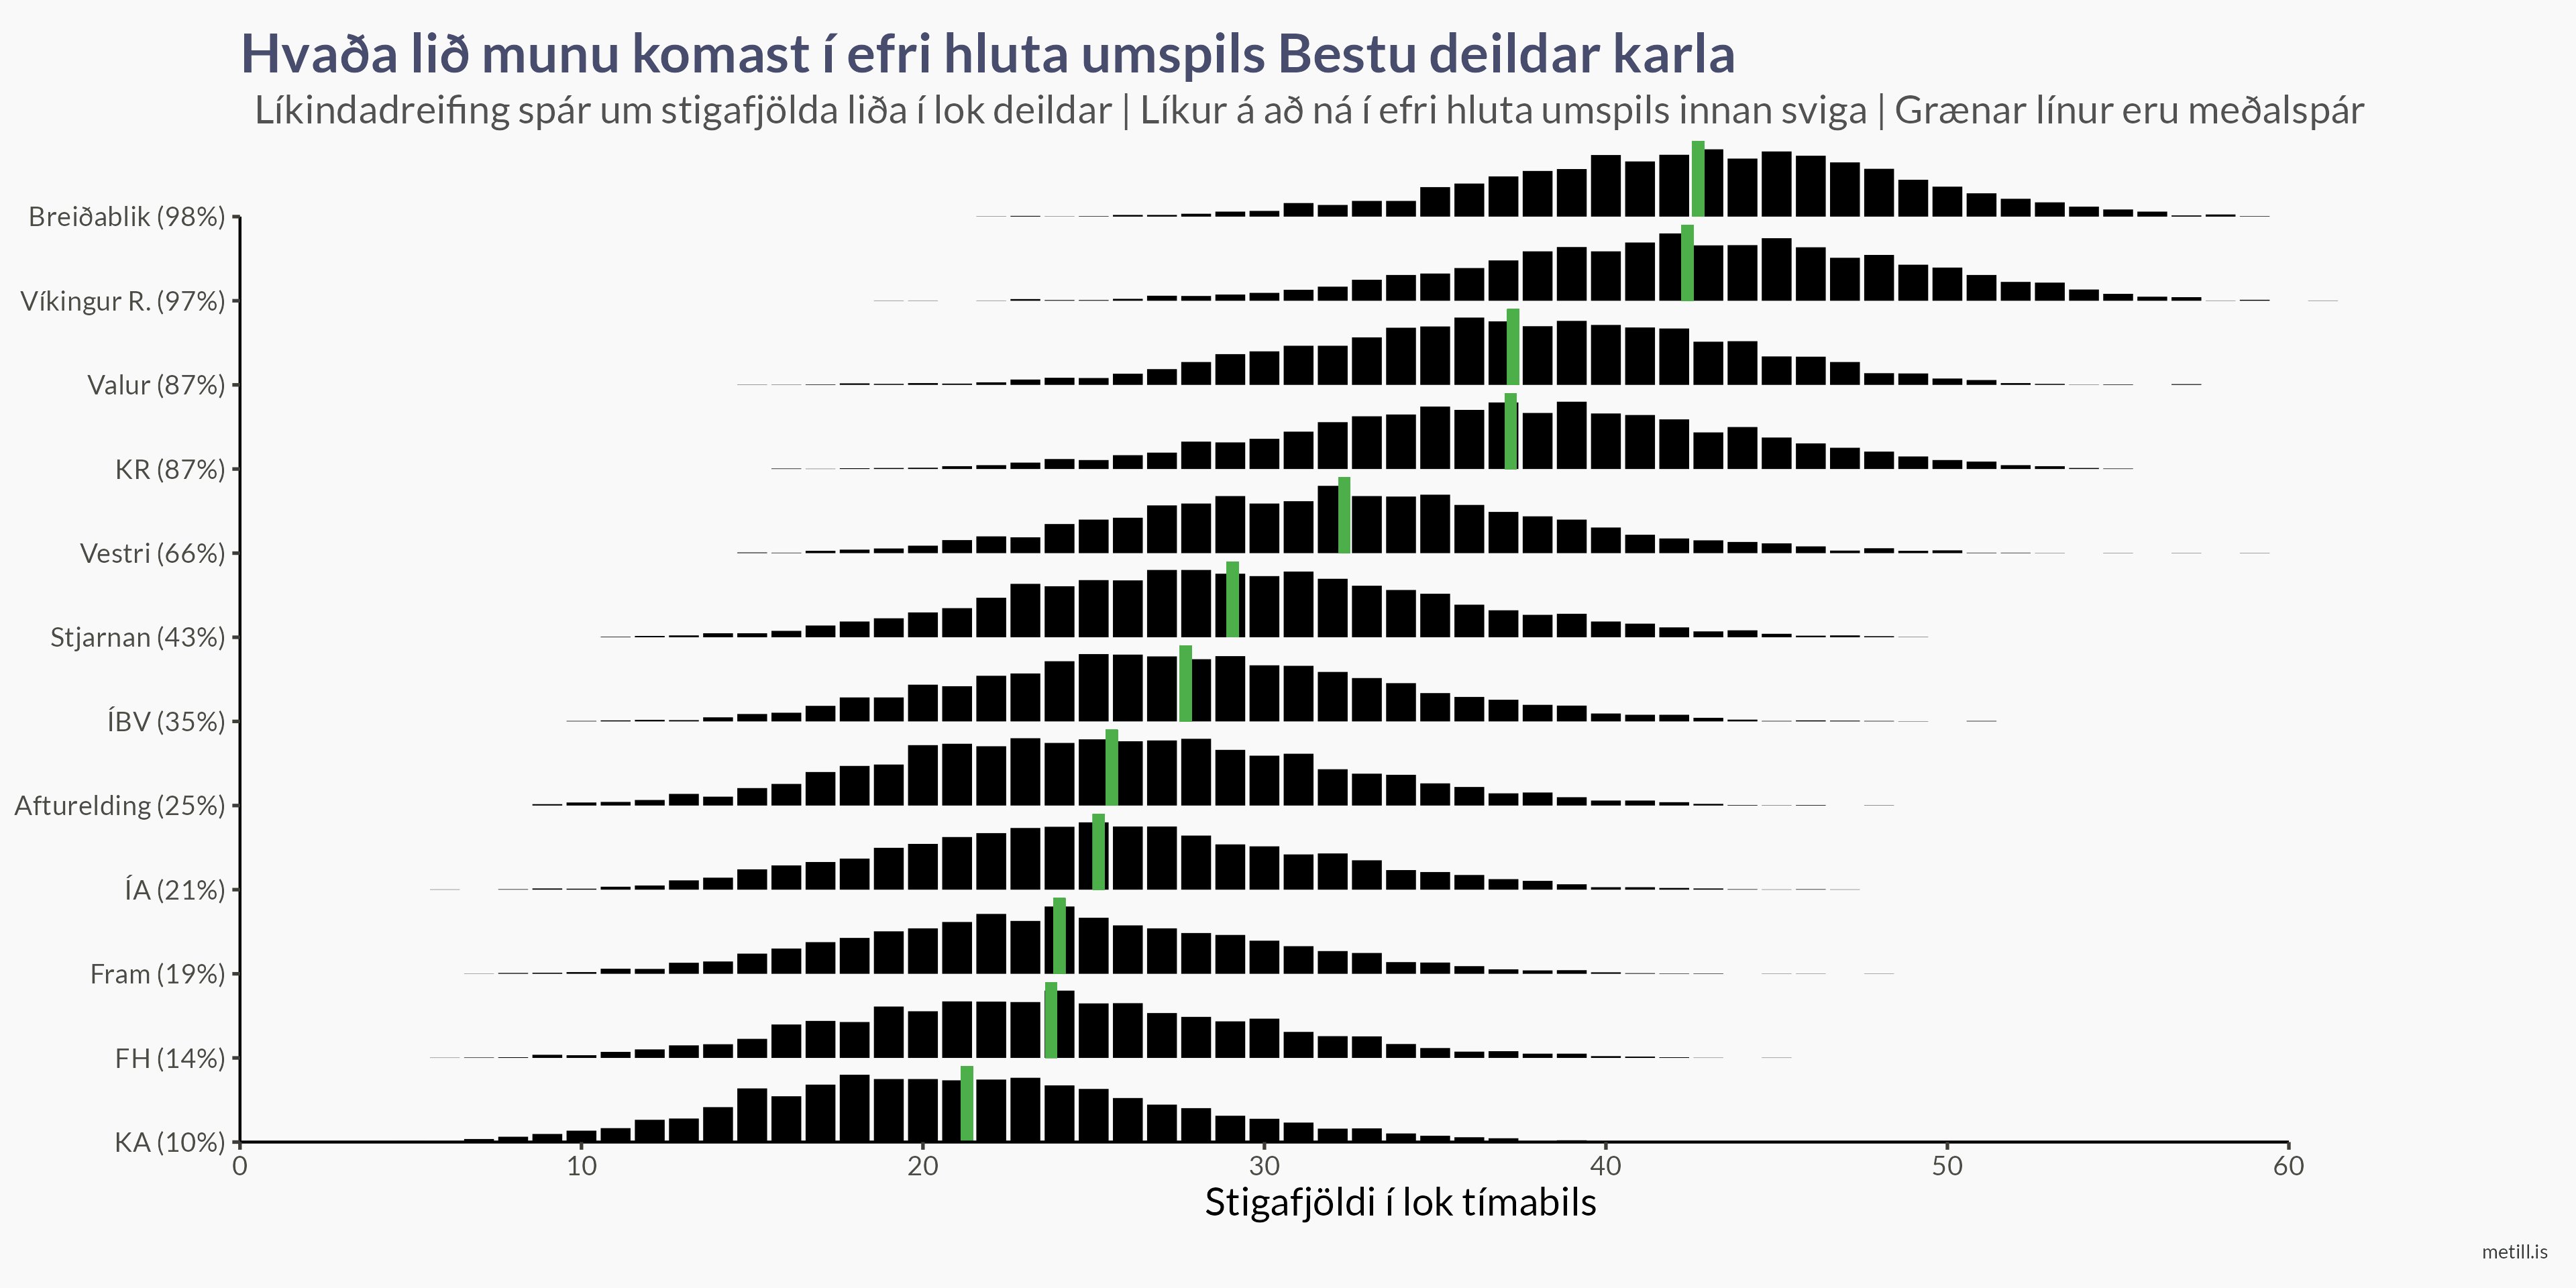 Hvaða lið munu komast í efri hluta umspils Bestu deildar karla
Líkindadreifing spár um stigafjölda liða í lok deildar | Líkur á að ná í efri hluta umspils innan sviga | Grænar línur eru meðalspár
Breiðablik (98%)
Víkingur R. (97%)
Valur (87%)
KR (87%)
Vestri (66%)
Stjarnan (43%)
ÍBV (35%)
Afturelding (25%)
ÍA (21%)
Fram (19%)
FH (14%)
KA (10%)
0 10 20 30 40 50 60
Stigafjöldi í lok tímabils
metill.is